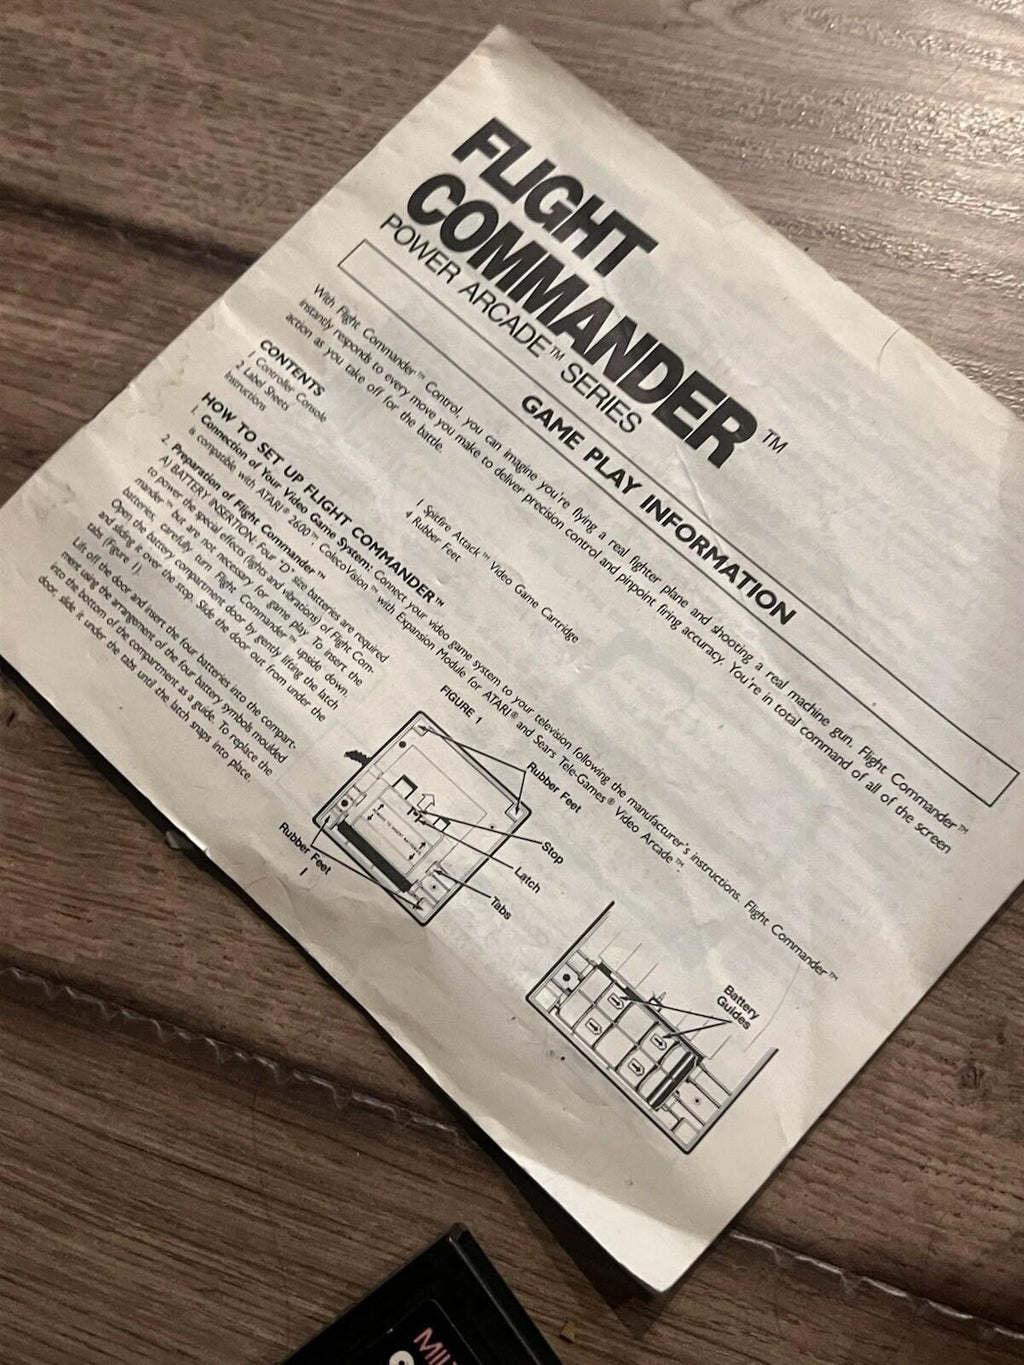 FLIGHT
COMMANDER™
POWER ARCADE™ SERIES
GAME PLAY INFORMATION
With Flight Commander™ Control, you can imagine you're flying a real fighter plane and shooting a real machine gun. Flight Commander™
instantly responds to every move you make to deliver precision control and pinpoint firing accuracy. You're in total command of all of the screen
action as you take off for the battle.
CONTENTS
1 Controller Console
2 Label Sheets
Instructions
1 Spitfire Attack™ Video Game Cartridge
4 Rubber Feet
HOW TO SET UP FLIGHT COMMANDER™
1. Connection of Your Video Game System: Connect your video game system to your television following the manufacturer's instructions. Flight Commander™
is compatible with ATARI® 2600™, ColecoVision™ with Expansion Module for ATARI® and Sears Tele-Games® Video Arcade™.
2. Preparation of Flight Commander™
A) BATTERY INSERTION: Four "D" size batteries are required
to power the special effects (lights and vibrations) of Flight Com-
mander™ but are not necessary for game play. To insert the
batteries, carefully turn Flight Commander™ upside down.
Open the battery compartment door by gently lifting the latch
and sliding it over the stop. Slide the door out from under the
tabs (Figure 1).
Lift off the door and insert the four batteries into the compart-
ment using the arrangement of the four battery symbols moulded
into the bottom of the compartment as a guide. To replace the
door, slide it under the tabs until the latch snaps into place.
FIGURE 1
Rubber Feet
Stop
Latch
Tabs
Rubber Feet
Battery
Guides